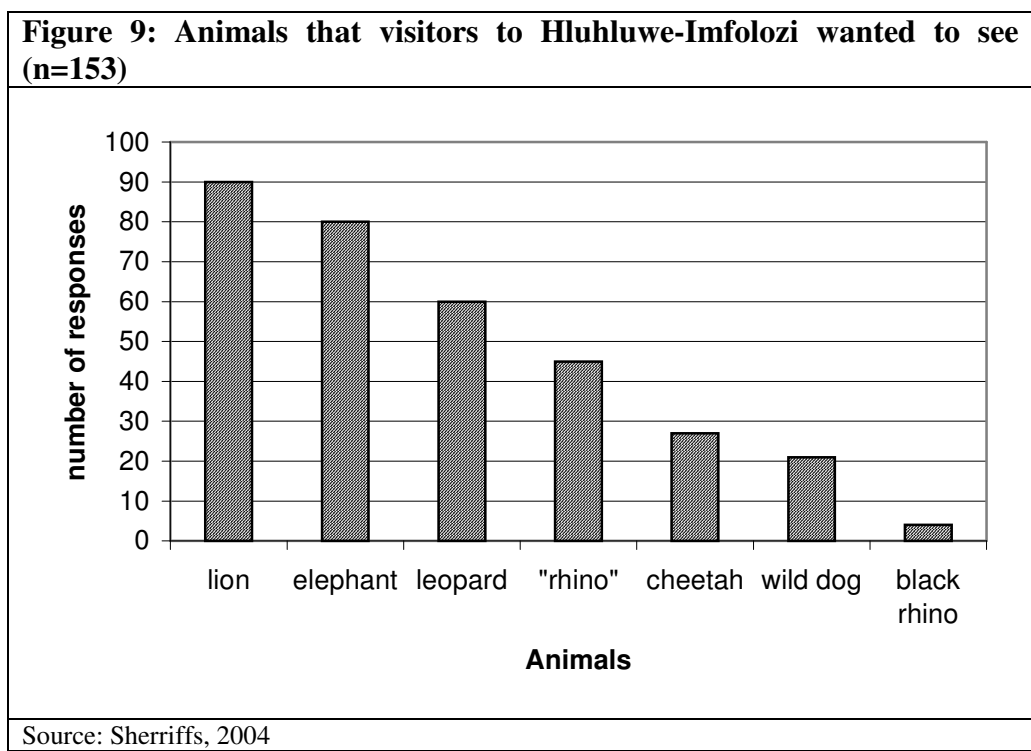 Figure 9: Animals that visitors to Hluhluwe-Imfolozi wanted to see
(n=153)
100
90
80
70
60
50
40
30
20
10
0
number of responses
lion elephant leopard "rhino" cheetah wild dog black
rhino
Animals
Source: Sherriffs, 2004